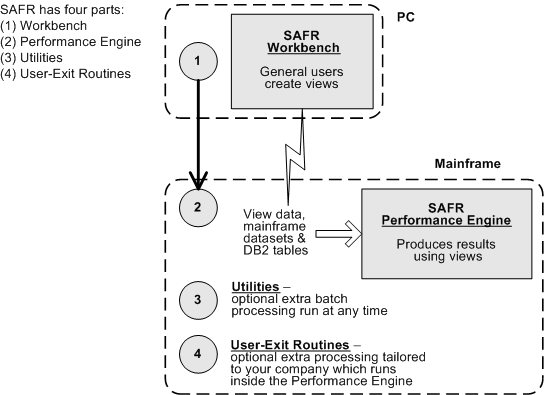 SAFR has four parts:
(1) Workbench
(2) Performance Engine
(3) Utilities
(4) User-Exit Routines
PC
1
SAFR
Workbench
General users
create views
Mainframe
2
View data,
mainframe
datasets &
DB2 tables
SAFR
Performance Engine
Produces results
using views
3
Utilities –
optional extra batch
processing run at any time
4
User-Exit Routines –
optional extra processing tailored
to your company which runs
inside the Performance Engine